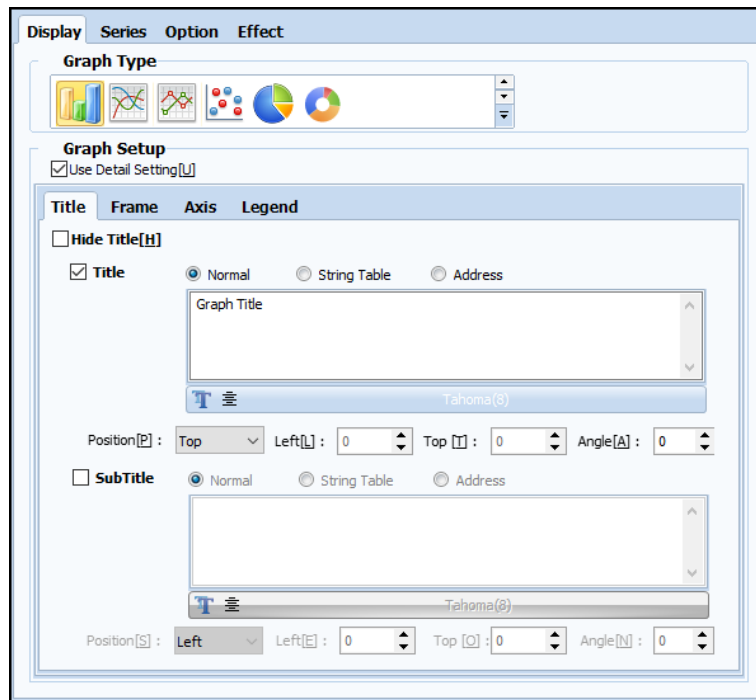 Display Series Option Effect
Graph Type
Graph Setup
Use Detail Setting[U]
Title Frame Axis Legend
Hide Title[H]
Title Normal String Table Address
Graph Title
Tahoma(8)
Position[P] : Top Left[L] : 0 Top [T] : 0 Angle[A] : 0
SubTitle Normal String Table Address
Tahoma(8)
Position[S] : Left Left[E] : 0 Top [O] : 0 Angle[N] : 0